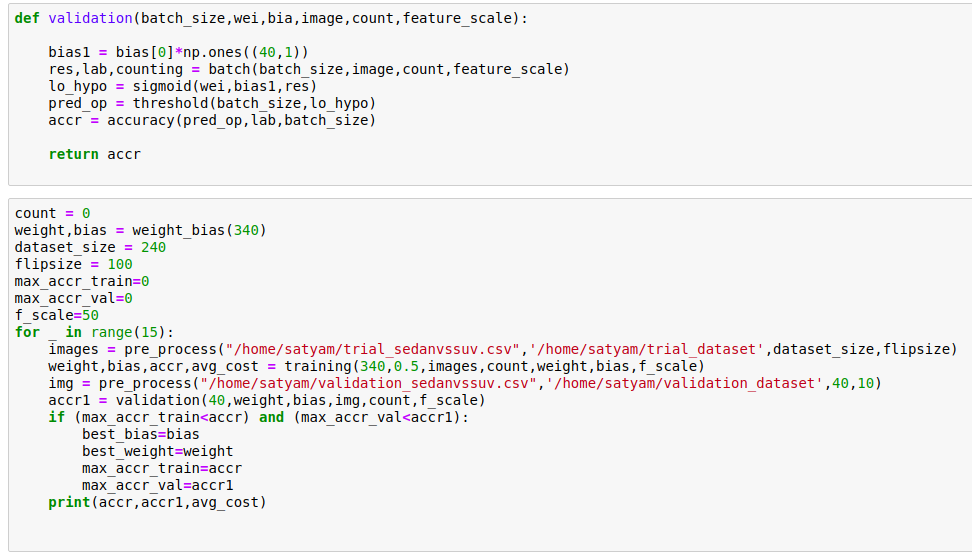 def validation(batch_size,wei,bia,image,count,feature_scale):
    bias1 = bias[0]*np.ones((40,1))
    res,lab,counting = batch(batch_size,image,count,feature_scale)
    lo_hypo = sigmoid(wei,bias1,res)
    pred_op = threshold(batch_size,lo_hypo)
    accr = accuracy(pred_op,lab,batch_size)
    return accr
count = 0
weight,bias = weight_bias(340)
dataset_size = 240
flipsize = 100
max_accr_train=0
max_accr_val=0
f_scale=50
for _ in range(15):
    images = pre_process("/home/satyam/trial_sedanvssuv.csv",'/home/satyam/trial_dataset',dataset_size,flipsize)
    weight,bias,accr,avg_cost = training(340,0.5,images,count,weight,bias,f_scale)
    img = pre_process("/home/satyam/validation_sedanvssuv.csv",'/home/satyam/validation_dataset',40,10)
    accr1 = validation(40,weight,bias,img,count,f_scale)
    if (max_accr_train<accr) and (max_accr_val<accr1):
        best_bias=bias
        best_weight=weight
        max_accr_train=accr
        max_accr_val=accr1
    print(accr,accr1,avg_cost)